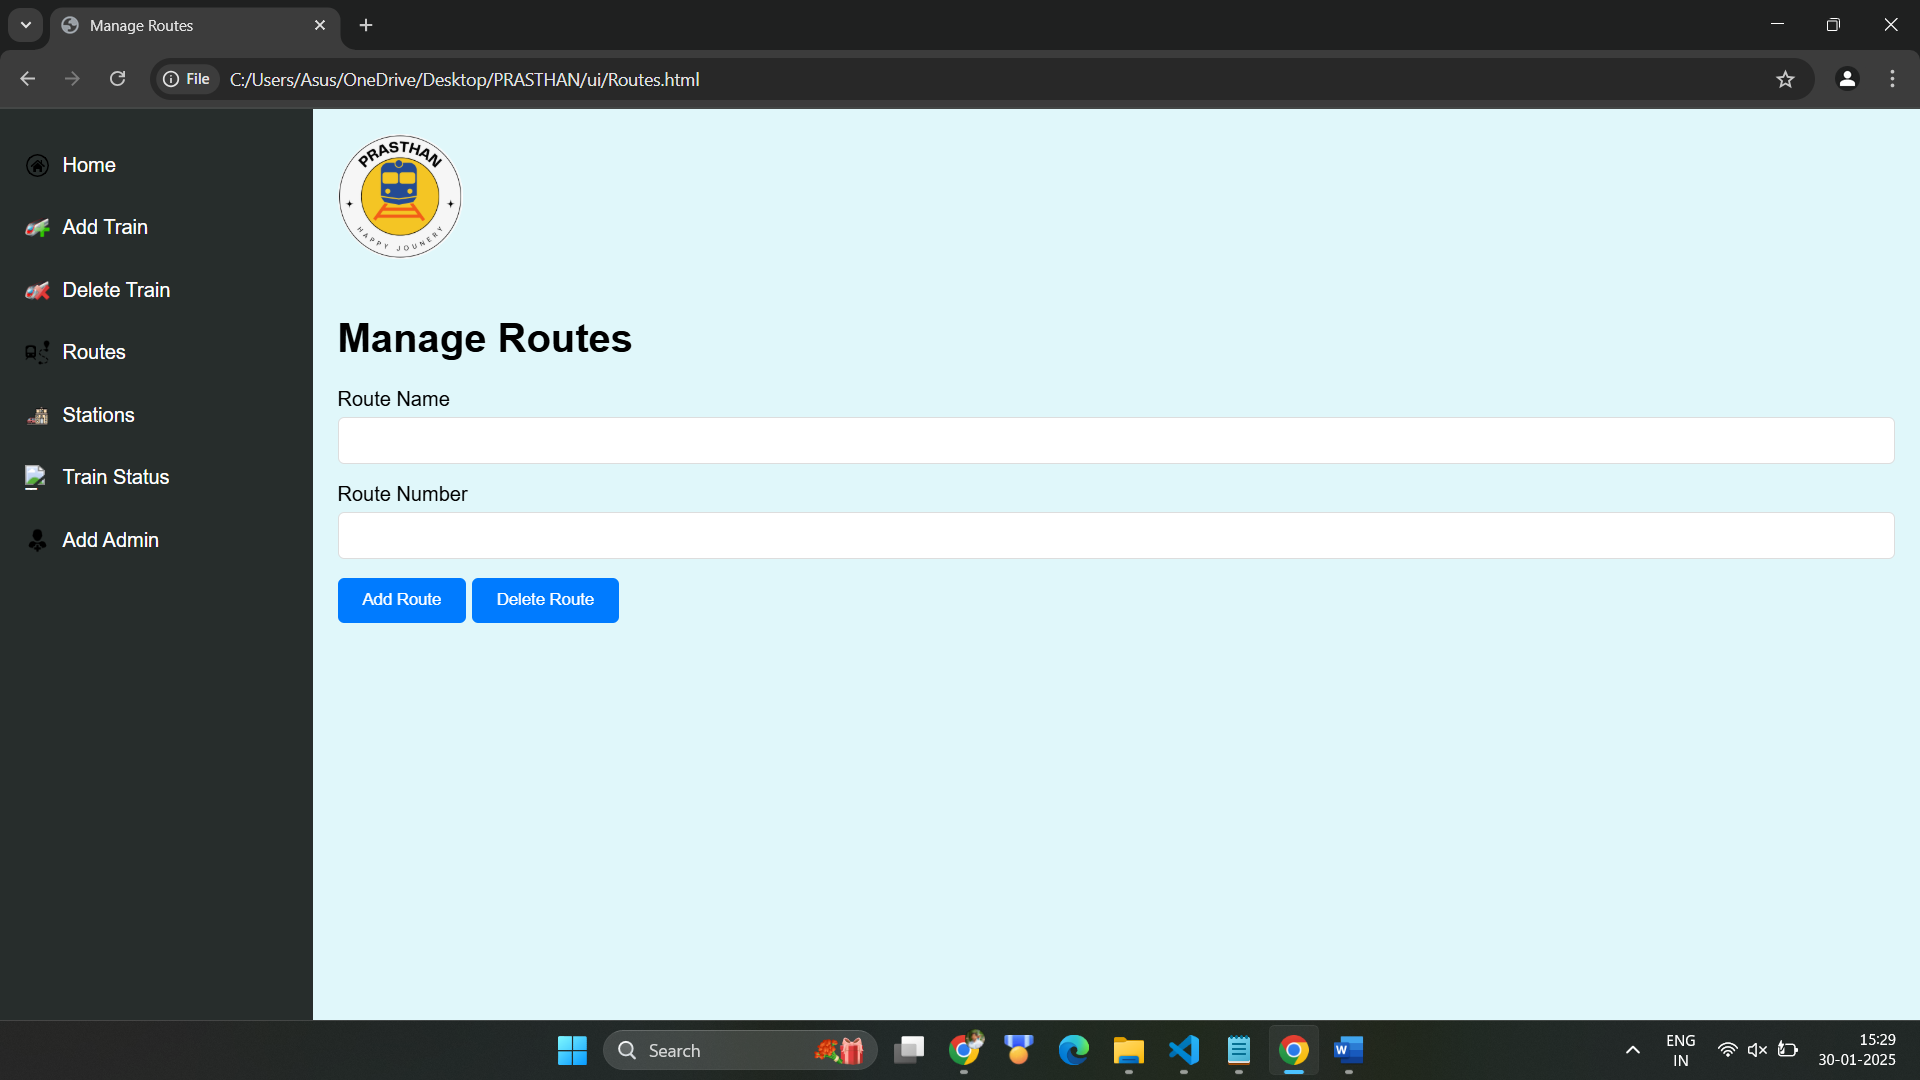 Manage Routes
File
C:/Users/Asus/OneDrive/Desktop/PRASTHAN/ui/Routes.html
Home
Add Train
Delete Train
Routes
Stations
Train Status
Add Admin
PRASTHAN
HAPPY JOUNERY
Manage Routes
Route Name
Route Number
Add Route
Delete Route
Search
W
ENG
IN
15:29
30-01-2025